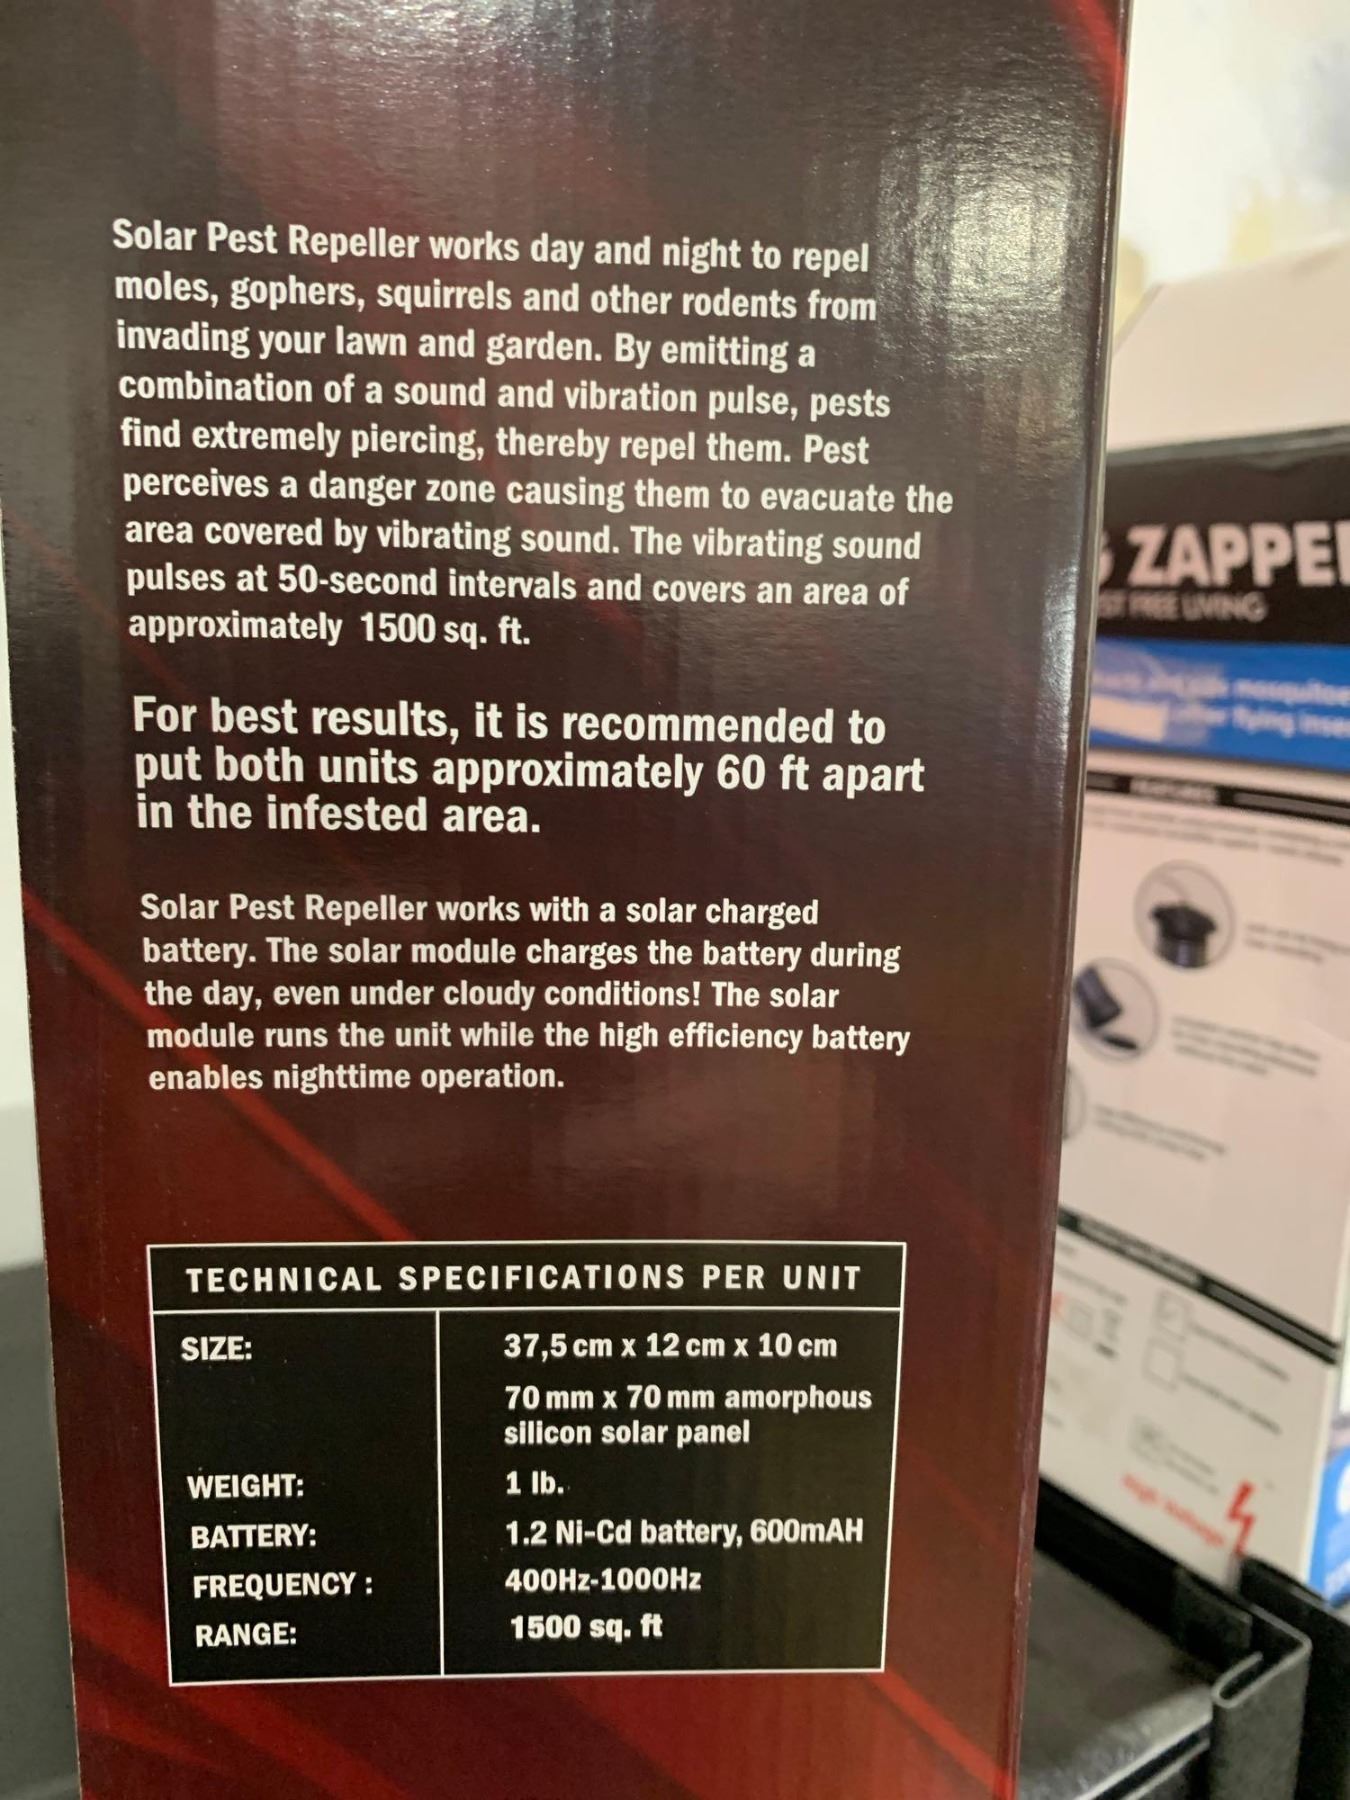 Solar Pest Repeller works day and night to repel
moles, gophers, squirrels and other rodents from
invading your lawn and garden. By emitting a
combination of a sound and vibration pulse, pests
find extremely piercing, thereby repel them. Pest
perceives a danger zone causing them to evacuate the
area covered by vibrating sound. The vibrating sound
pulses at 50-second intervals and covers an area of
approximately 1500 sq. ft.
For best results, it is recommended to
put both units approximately 60 ft apart
in the infested area.
Solar Pest Repeller works with a solar charged
battery. The solar module charges the battery during
the day, even under cloudy conditions! The solar
module runs the unit while the high efficiency battery
enables nighttime operation.
TECHNICAL SPECIFICATIONS PER UNIT
SIZE: 37,5 cm x 12 cm x 10 cm
70 mm x 70 mm amorphous
silicon solar panel
WEIGHT: 1 lb.
BATTERY: 1.2 Ni-Cd battery, 600mAH
FREQUENCY : 400Hz-1000Hz
RANGE: 1500 sq. ft
ZAPPE
FREE LIVING
mosquitoe
other flying inse
FEATURES